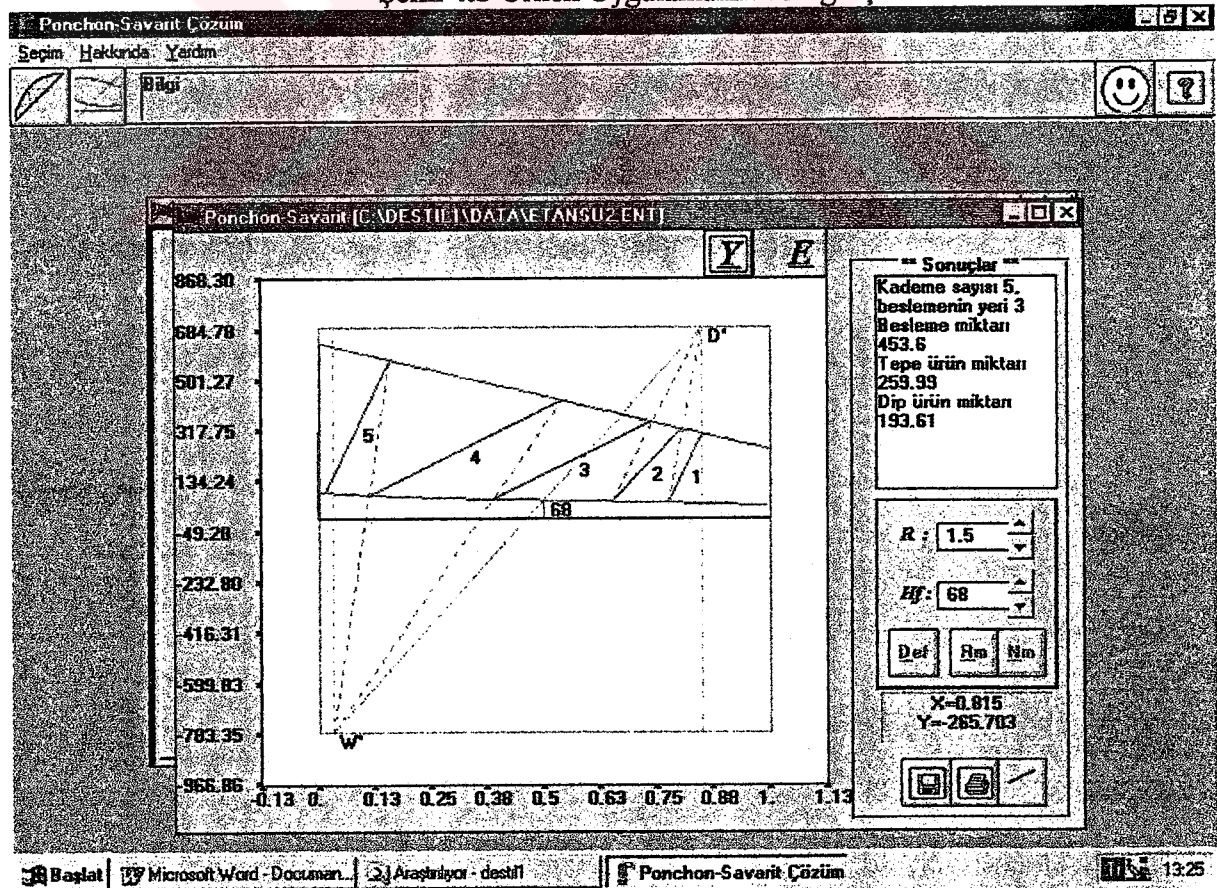 Ponchon-Savarit Çözüm
Seçim Hakkında Yardım
Bilgi
Ponchon-Savarit [C:\DESTIL1\DATA\ETANSU2.ENT]
Y E
868.30
684.78
501.27
317.75
134.24
-49.28
-232.80
-416.31
-599.83
-783.35
-966.86
-0.13 0. 0.13 0.25 0.38 0.5 0.63 0.75 0.88 1. 1.13
D'
5
4
3
2
1
68
W'
** Sonuçlar **
Kademe sayısı 5,
beslemenin yeri 3
Besleme miktarı
453.6
Tepe ürün miktarı
259.99
Dip ürün miktarı
193.61
R : 1.5
Hf : 68
Def Rm Nm
X=0.815
Y=-265.703
Başlat Microsoft Word - Documan... Araştırılıyor - destil1 Ponchon-Savarit Çözüm 13:25